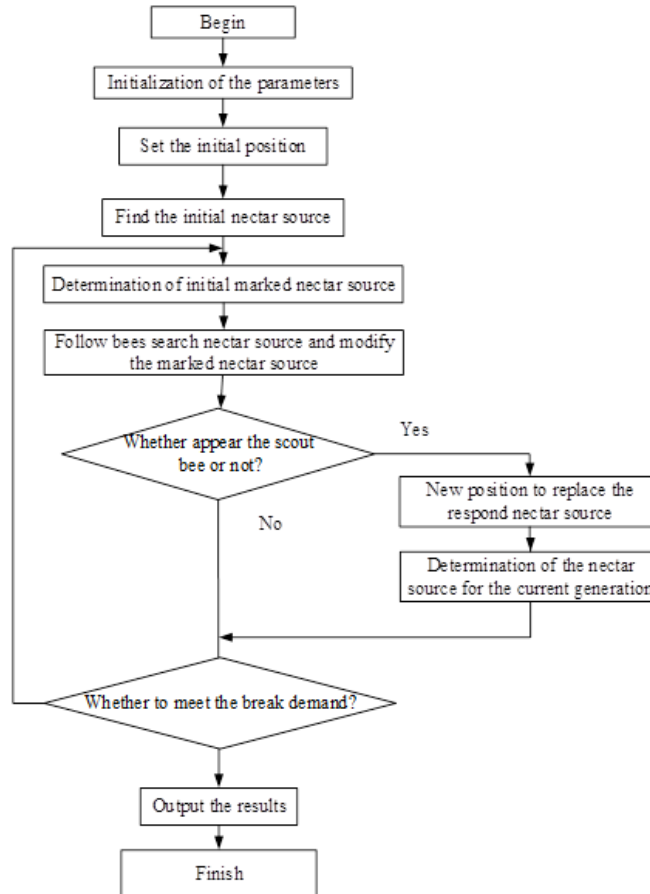 Begin
Initialization of the parameters
Set the initial position
Find the initial nectar source
Determination of initial marked nectar source
Follow bees search nectar source and modify
the marked nectar source
Whether appear the scout
bee or not?
Yes
No
New position to replace the
respond nectar source
Determination of the nectar
source for the current generation
Whether to meet the break demand?
Output the results
Finish